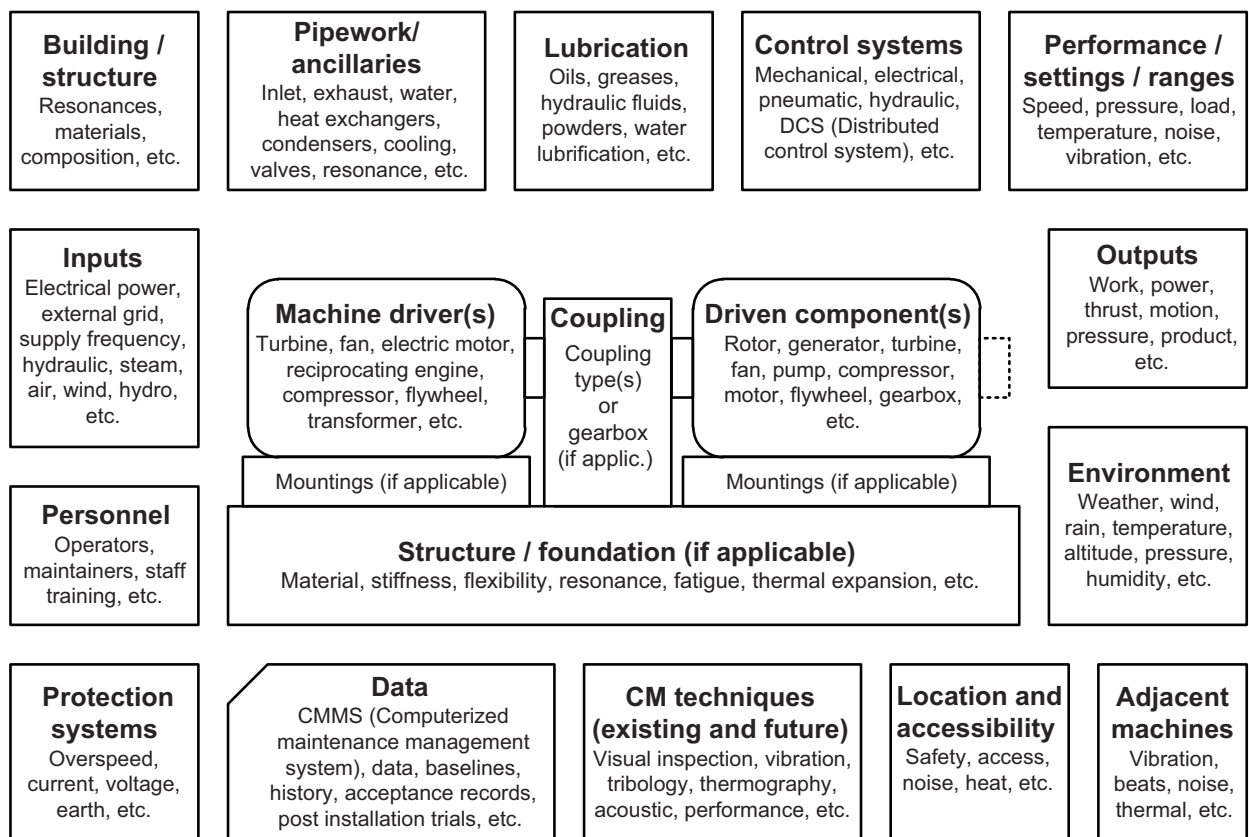 Building /
structure
Resonances,
materials,
composition, etc.
Pipework/
ancillaries
Inlet, exhaust, water,
heat exchangers,
condensers, cooling,
valves, resonance, etc.
Lubrication
Oils, greases,
hydraulic fluids,
powders, water
lubrification, etc.
Control systems
Mechanical, electrical,
pneumatic, hydraulic,
DCS (Distributed
control system), etc.
Performance /
settings / ranges
Speed, pressure, load,
temperature, noise,
vibration, etc.
Inputs
Electrical power,
external grid,
supply frequency,
hydraulic, steam,
air, wind, hydro,
etc.
Machine driver(s)
Turbine, fan, electric motor,
reciprocating engine,
compressor, flywheel,
transformer, etc.
Coupling
Coupling
type(s)
or
gearbox
(if applic.)
Driven component(s)
Rotor, generator, turbine,
fan, pump, compressor,
motor, flywheel, gearbox,
etc.
Outputs
Work, power,
thrust, motion,
pressure, product,
etc.
Mountings (if applicable)
Mountings (if applicable)
Structure / foundation (if applicable)
Material, stiffness, flexibility, resonance, fatigue, thermal expansion, etc.
Personnel
Operators,
maintainers, staff
training, etc.
Environment
Weather, wind,
rain, temperature,
altitude, pressure,
humidity, etc.
Protection
systems
Overspeed,
current, voltage,
earth, etc.
Data
CMMS (Computerized
maintenance management
system), data, baselines,
history, acceptance records,
post installation trials, etc.
CM techniques
(existing and future)
Visual inspection, vibration,
tribology, thermography,
acoustic, performance, etc.
Location and
accessibility
Safety, access,
noise, heat, etc.
Adjacent
machines
Vibration,
beats, noise,
thermal, etc.